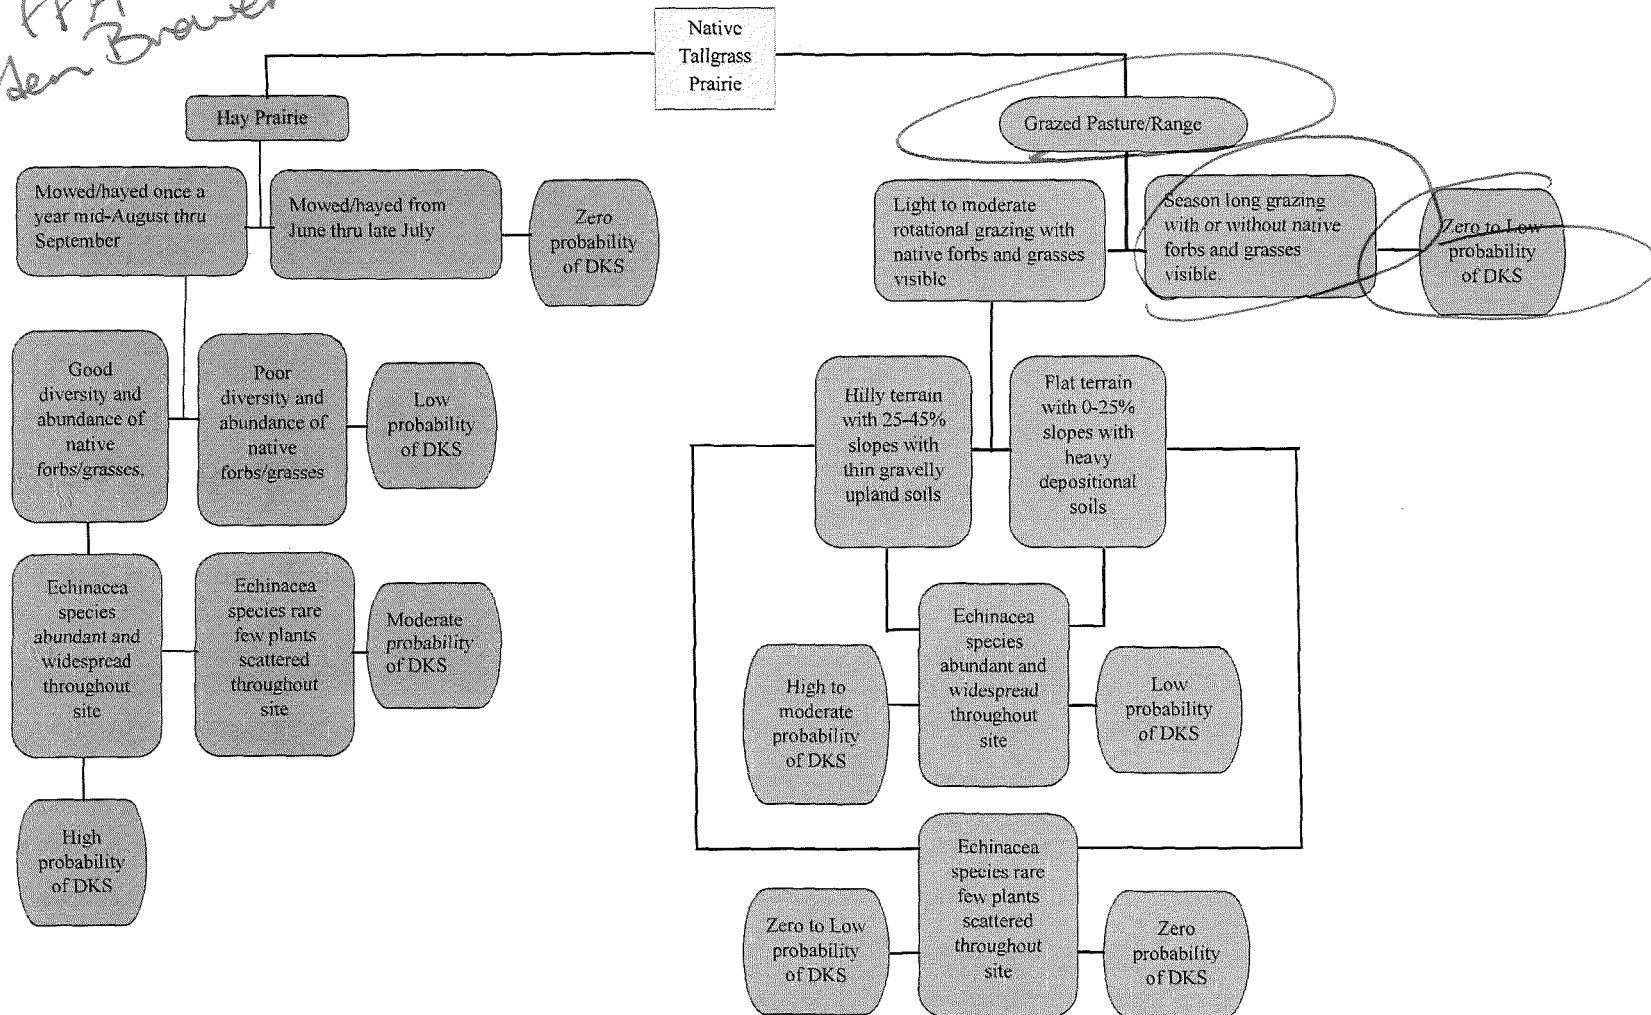 Native
Tallgrass
Prairie
Hay Prairie
Grazed Pasture/Range
Mowed/hayed once a
year mid-August thru
September
Mowed/hayed from
June thru late July
Zero
probability
of DKS
Light to moderate
rotational grazing with
native forbs and grasses
visible
Season long grazing
with or without native
forbs and grasses
visible.
Zero to Low
probability
of DKS
Good
diversity and
abundance of
native
forbs/grasses.
Poor
diversity and
abundance of
native
forbs/grasses
Low
probability
of DKS
Hilly terrain
with 25-45%
slopes with
thin gravelly
upland soils
Flat terrain
with 0-25%
slopes with
heavy
depositional
soils
Echinacea
species
abundant and
widespread
throughout
site
Echinacea
species rare
few plants
scattered
throughout
site
Moderate
probability
of DKS
High
probability
of DKS
Echinacea
species
abundant and
widespread
throughout
site
High to
moderate
probability
of DKS
Low
probability
of DKS
Echinacea
species rare
few plants
scattered
throughout
site
Zero to Low
probability
of DKS
Zero
probability
of DKS